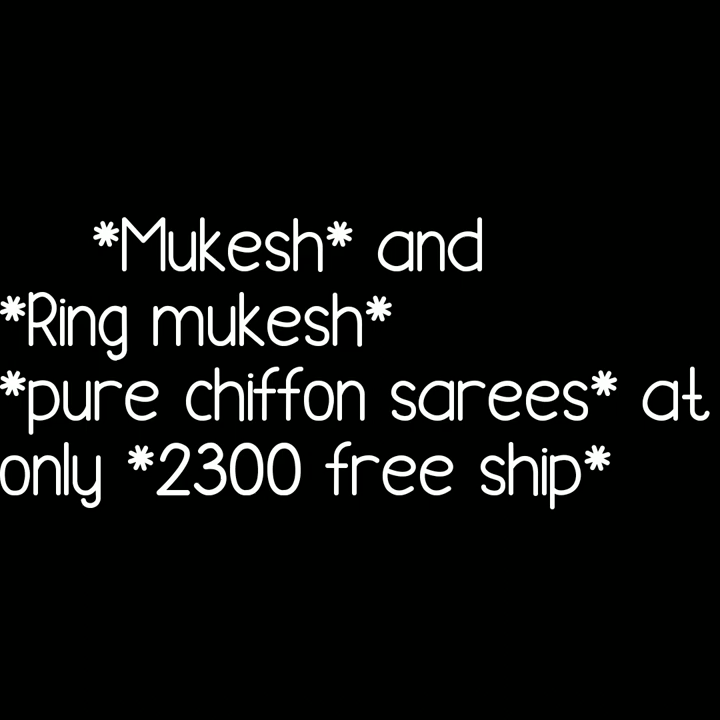 *Mukesh* and
*Ring mukesh*
*pure chiffon sarees* at
only *2300 free ship*